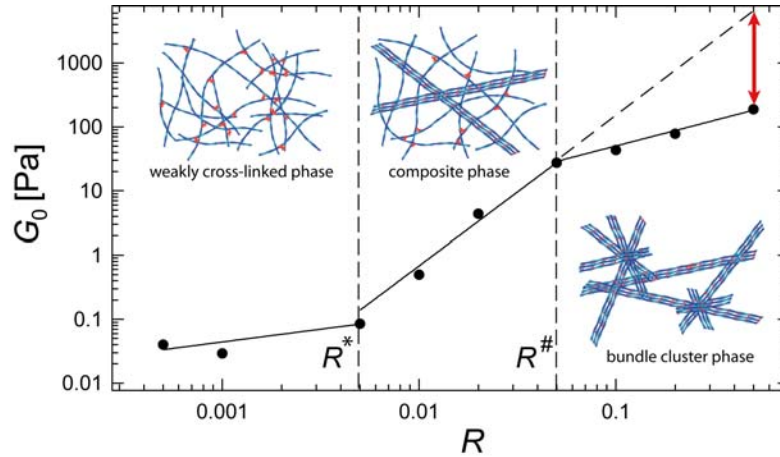 G₀ [Pa]
1000
100
10
1
0.1
0.01
weakly cross-linked phase
composite phase
bundle cluster phase
R*
R#
0.001
0.01
0.1
R